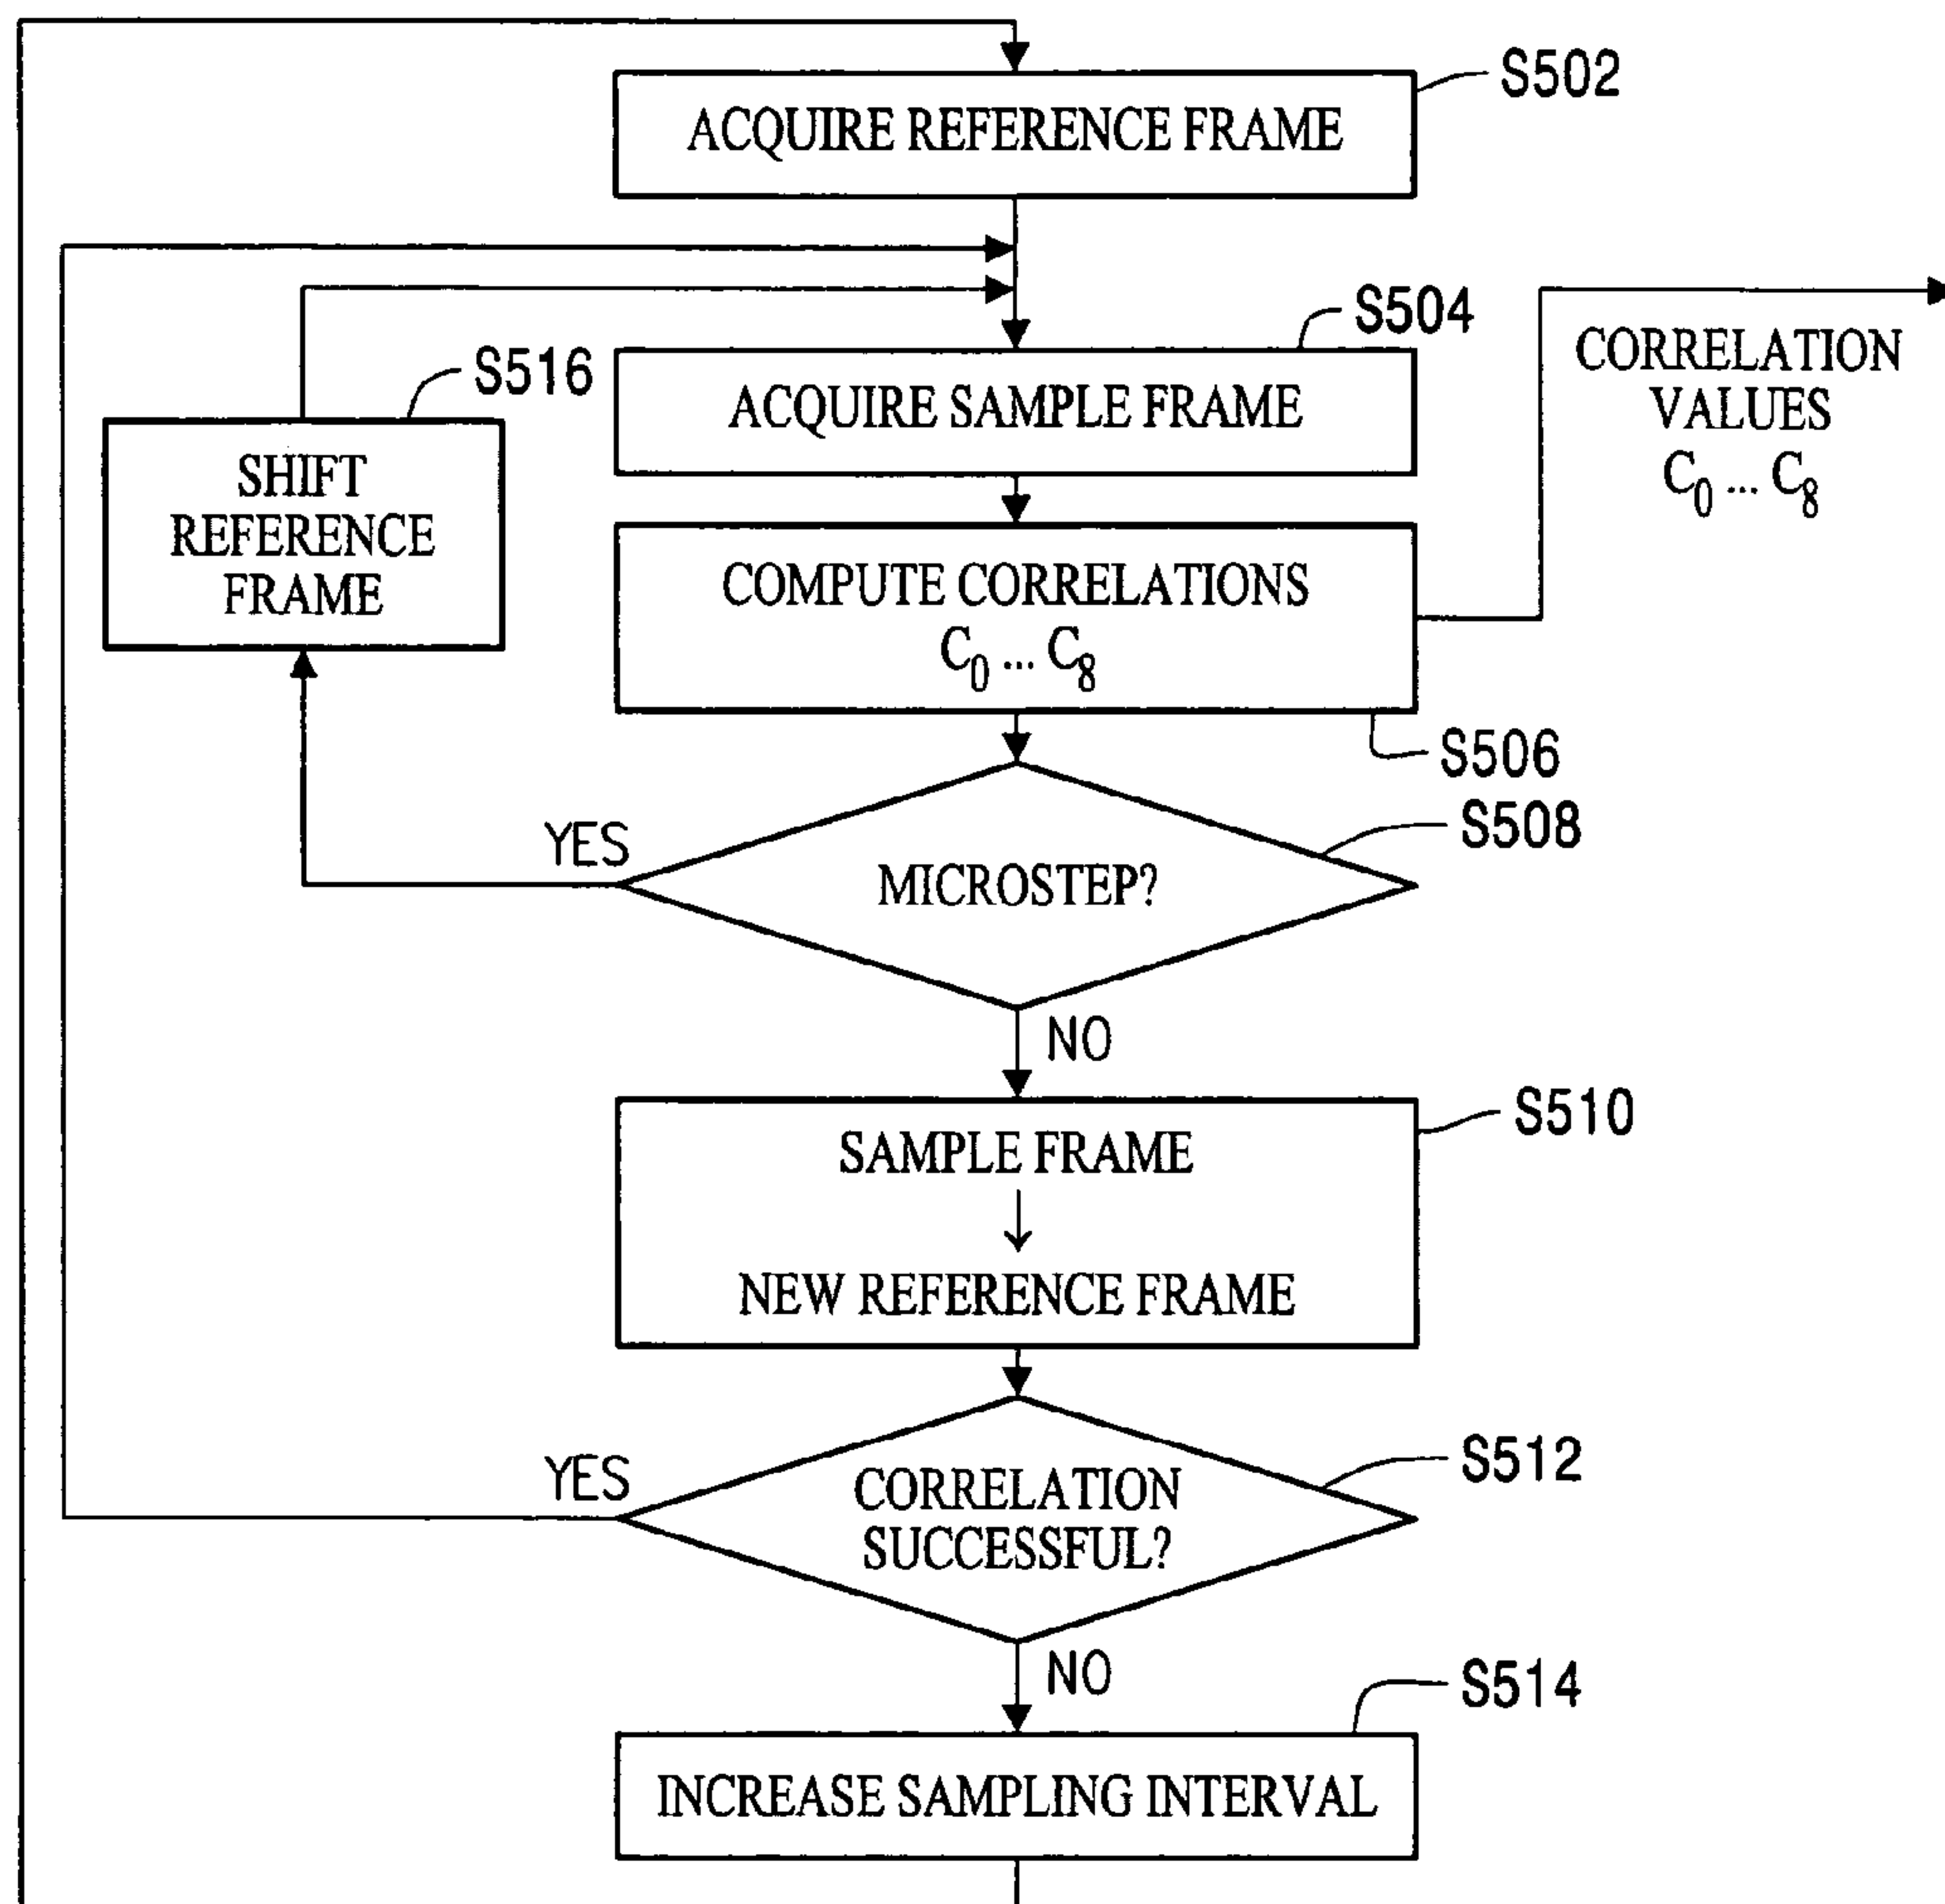 S502
ACQUIRE REFERENCE FRAME
S504
ACQUIRE SAMPLE FRAME
CORRELATION
VALUES
C0 ... C8
S516
SHIFT
REFERENCE
FRAME
COMPUTE CORRELATIONS
C0 ... C8
S506
S508
YES
MICROSTEP?
NO
S510
SAMPLE FRAME
↓
NEW REFERENCE FRAME
S512
YES
CORRELATION
SUCCESSFUL?
NO
S514
INCREASE SAMPLING INTERVAL